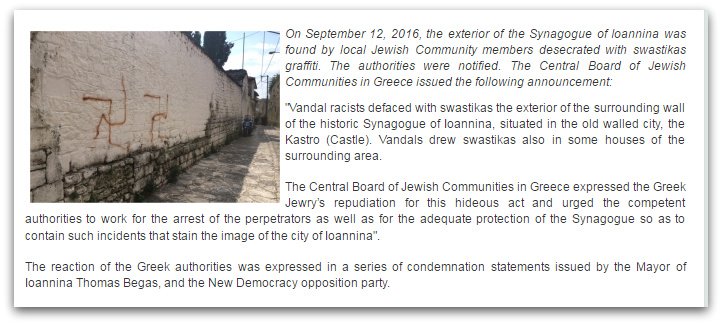 On September 12, 2016, the exterior of the Synagogue of Ioannina was
found by local Jewish Community members desecrated with swastikas
graffiti. The authorities were notified. The Central Board of Jewish
Communities in Greece issued the following announcement:
"Vandal racists defaced with swastikas the exterior of the surrounding wall
of the historic Synagogue of Ioannina, situated in the old walled city, the
Kastro (Castle). Vandals drew swastikas also in some houses of the
surrounding area.
The Central Board of Jewish Communities in Greece expressed the Greek
Jewry's repudiation for this hideous act and urged the competent
authorities to work for the arrest of the perpetrators as well as for the adequate protection of the Synagogue so as to
contain such incidents that stain the image of the city of Ioannina".
The reaction of the Greek authorities was expressed in a series of condemnation statements issued by the Mayor of
Ioannina Thomas Begas, and the New Democracy opposition party.